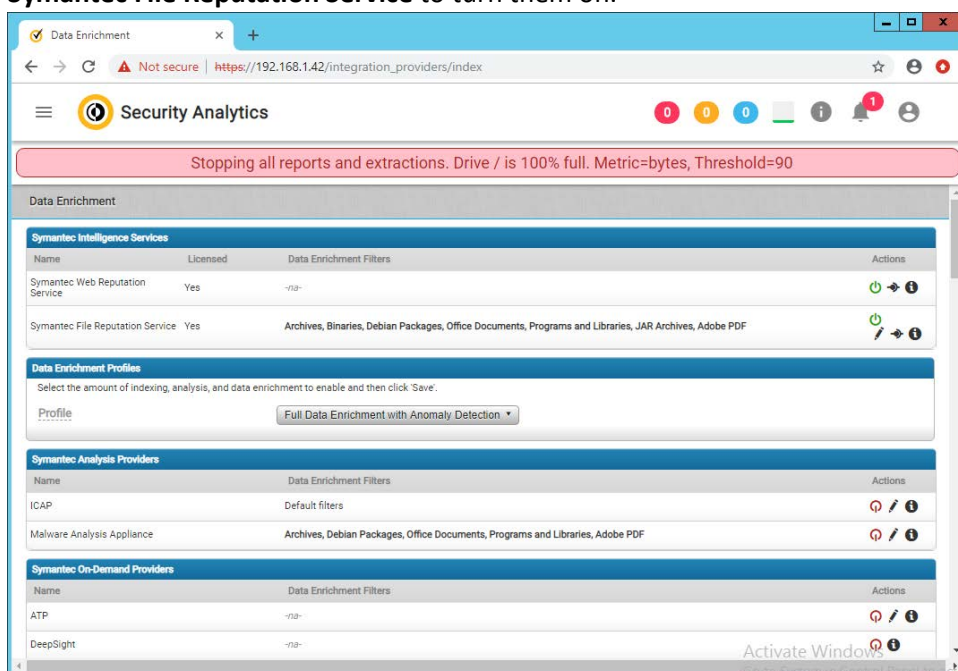 Symantec File Reputation Service to turn them on.
Data Enrichment
Not secure | https://192.168.1.42/integration_providers/index
Security Analytics
0 0 0 1
Stopping all reports and extractions. Drive / is 100% full. Metric=bytes, Threshold=90
Data Enrichment
Symantec Intelligence Services
Name Licensed Data Enrichment Filters Actions
Symantec Web Reputation
Service Yes -na-
Symantec File Reputation Service Yes Archives, Binaries, Debian Packages, Office Documents, Programs and Libraries, JAR Archives, Adobe PDF
Data Enrichment Profiles
Select the amount of indexing, analysis, and data enrichment to enable and then click 'Save'.
Profile Full Data Enrichment with Anomaly Detection
Symantec Analysis Providers
Name Data Enrichment Filters Actions
ICAP Default filters
Malware Analysis Appliance Archives, Debian Packages, Office Documents, Programs and Libraries, Adobe PDF
Symantec On-Demand Providers
Name Data Enrichment Filters Actions
ATP -na-
DeepSight -na-
Activate Windows